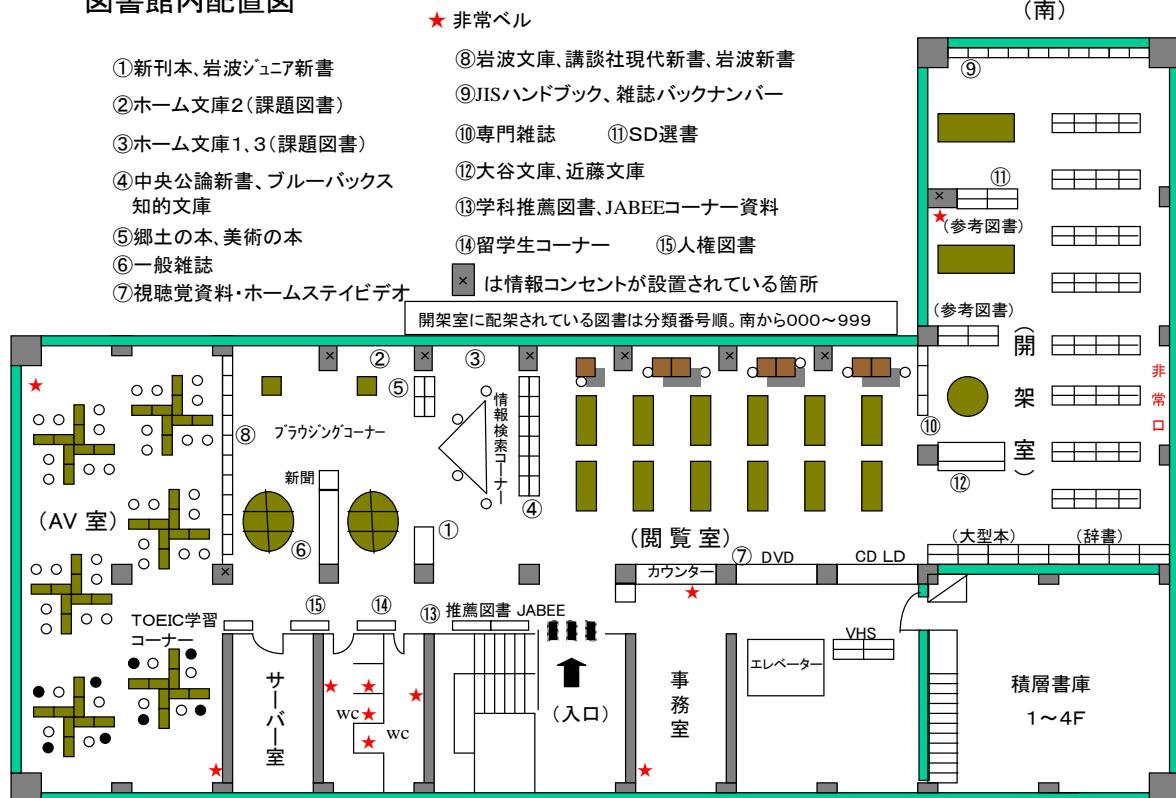 図書館内配置図
★ 非常ベル
(南)
①新刊本、岩波ジュニア新書
②ホーム文庫2(課題図書)
③ホーム文庫1、3(課題図書)
④中央公論新書、ブルーバックス
知的文庫
⑤郷土の本、美術の本
⑥一般雑誌
⑦視聴覚資料・ホームステイビデオ
⑧岩波文庫、講談社現代新書、岩波新書
⑨JISハンドブック、雑誌バックナンバー
⑩専門雑誌 ⑪SD選書
⑫大谷文庫、近藤文庫
⑬学科推薦図書、JABEEコーナー資料
⑭留学生コーナー ⑮人権図書
× は情報コンセントが設置されている箇所
開架室に配架されている図書は分類番号順。南から000~999
⑨
⑪
(参考図書)
(参考図書)
(開架室)
非常口
⑩
⑫
(大型本)
(辞書)
②
③
⑤
⑧
ブラウジングコーナー
情報検索コーナー
新聞
⑥
①
④
(AV 室)
(閲 覧 室)
カウンター
⑦ DVD
CD LD
TOEIC学習
コーナー
⑮
⑭
⑬ 推薦図書 JABEE
サーバー室
wc
wc
(入口)
事務室
エレベーター
VHS
積層書庫
1~4F